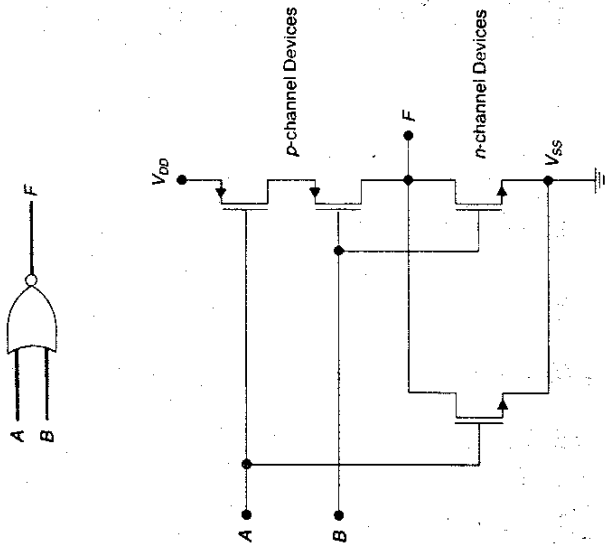 A
B
F
V_DD
p-channel Devices
F
n-channel Devices
V_SS
A
B